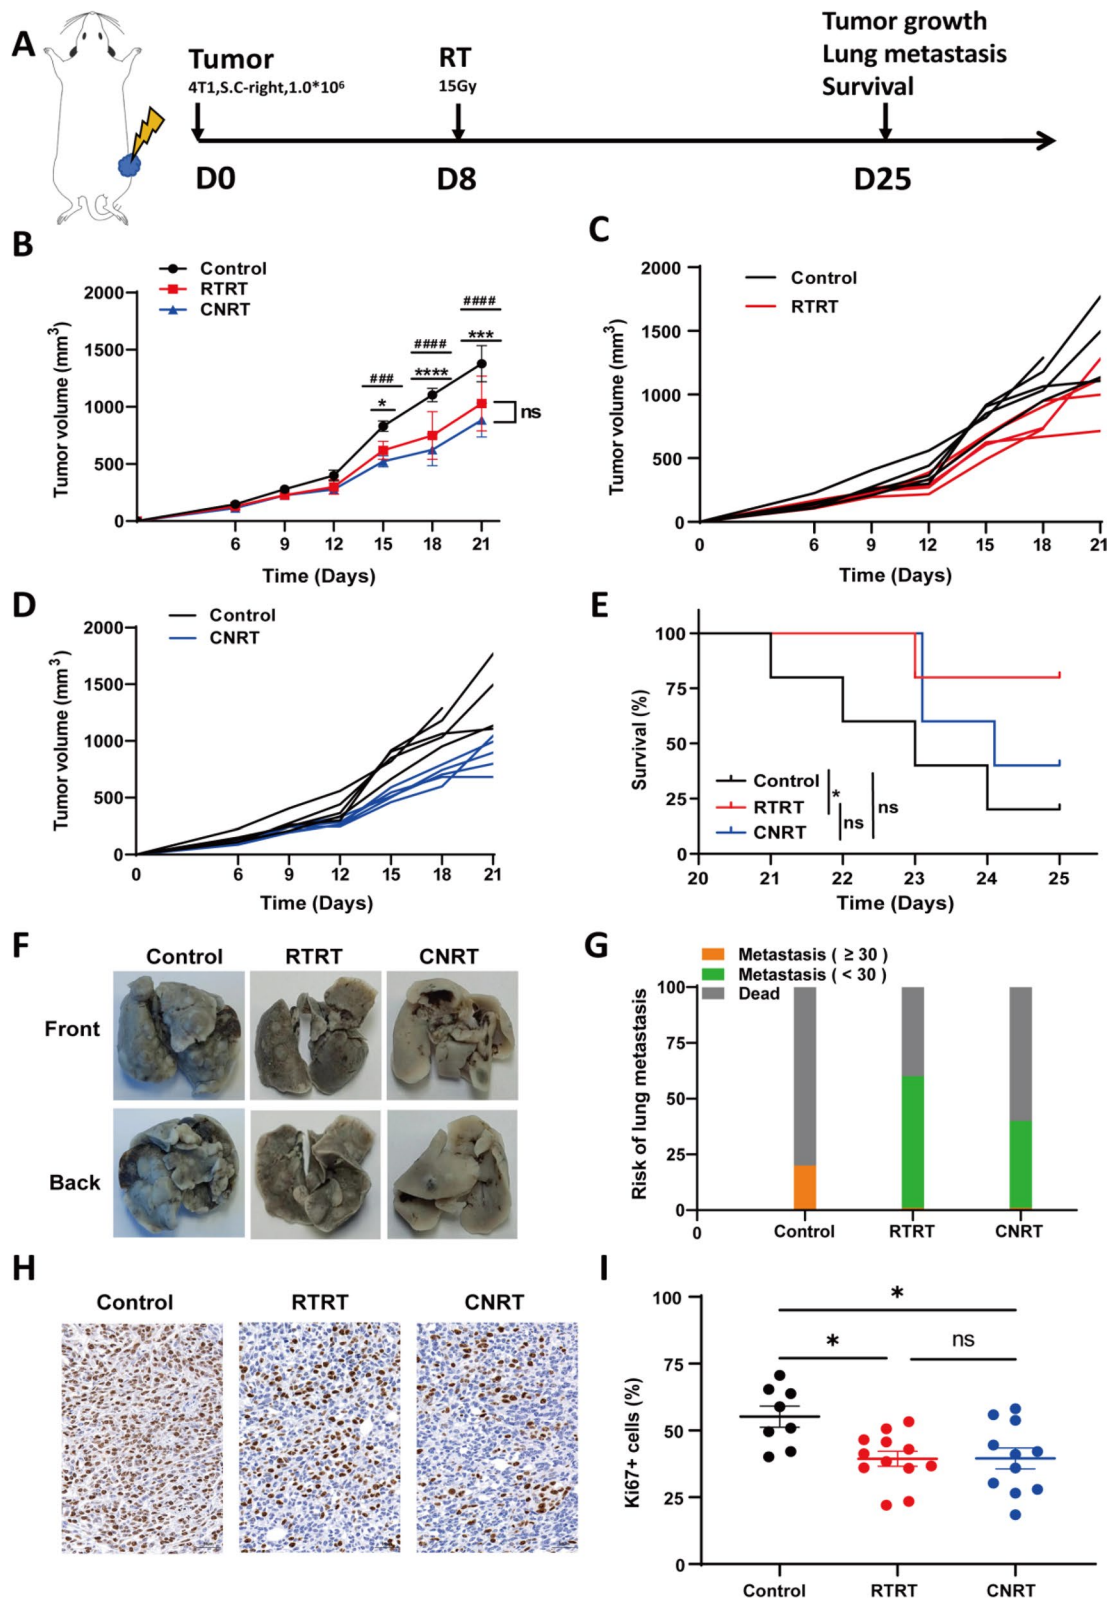 A
Tumor
4T1,S.C-right,1.0*10⁶
RT
15Gy
Tumor growth
Lung metastasis
Survival
D0
D8
D25
B
Control
RTRT
CNRT
Tumor volume (mm³)
2000
1500
1000
500
0
###
*
####
****
####
***
ns
6 9 12 15 18 21
Time (Days)
C
Control
RTRT
Tumor volume (mm³)
2000
1500
1000
500
0
0 6 9 12 15 18 21
Time (Days)
D
Control
CNRT
Tumor volume (mm³)
2000
1500
1000
500
0
0 6 9 12 15 18 21
Time (Days)
E
Survival (%)
100
75
50
25
0
Control
RTRT
CNRT
*
ns
ns
20 21 22 23 24 25
Time (Days)
F
Control RTRT CNRT
Front
Back
G
Metastasis ( ≥ 30 )
Metastasis ( < 30 )
Dead
Risk of lung metastasis
100
75
50
25
0
0 Control RTRT CNRT
H
Control RTRT CNRT
I
Ki67+ cells (%)
100
75
50
25
0
*
*
ns
Control RTRT CNRT